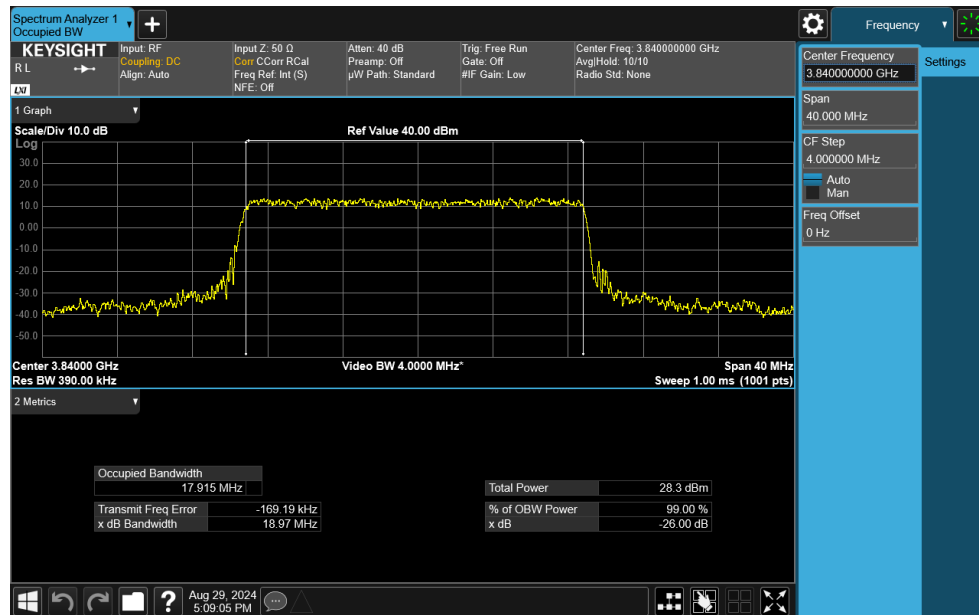 Spectrum Analyzer 1
Occupied BW
Frequency
KEYSIGHT
R L
LXI
Input: RF
Coupling: DC
Align: Auto
Input Z: 50 Ω
Corr CCorr RCal
Freq Ref: Int (S)
NFE: Off
Atten: 40 dB
Preamp: Off
µW Path: Standard
Trig: Free Run
Gate: Off
#IF Gain: Low
Center Freq: 3.840000000 GHz
Avg|Hold: 10/10
Radio Std: None
Center Frequency
3.840000000 GHz
Settings
Span
40.000 MHz
CF Step
4.000000 MHz
Auto
Man
Freq Offset
0 Hz
1 Graph
Scale/Div 10.0 dB
Ref Value 40.00 dBm
Log
30.0
20.0
10.0
0.00
-10.0
-20.0
-30.0
-40.0
-50.0
Center 3.84000 GHz
Video BW 4.0000 MHz*
Span 40 MHz
Res BW 390.00 kHz
Sweep 1.00 ms (1001 pts)
2 Metrics
Occupied Bandwidth
17.915 MHz
Transmit Freq Error -169.19 kHz
x dB Bandwidth 18.97 MHz
Total Power 28.3 dBm
% of OBW Power 99.00 %
x dB -26.00 dB
?
Aug 29, 2024
5:09:05 PM